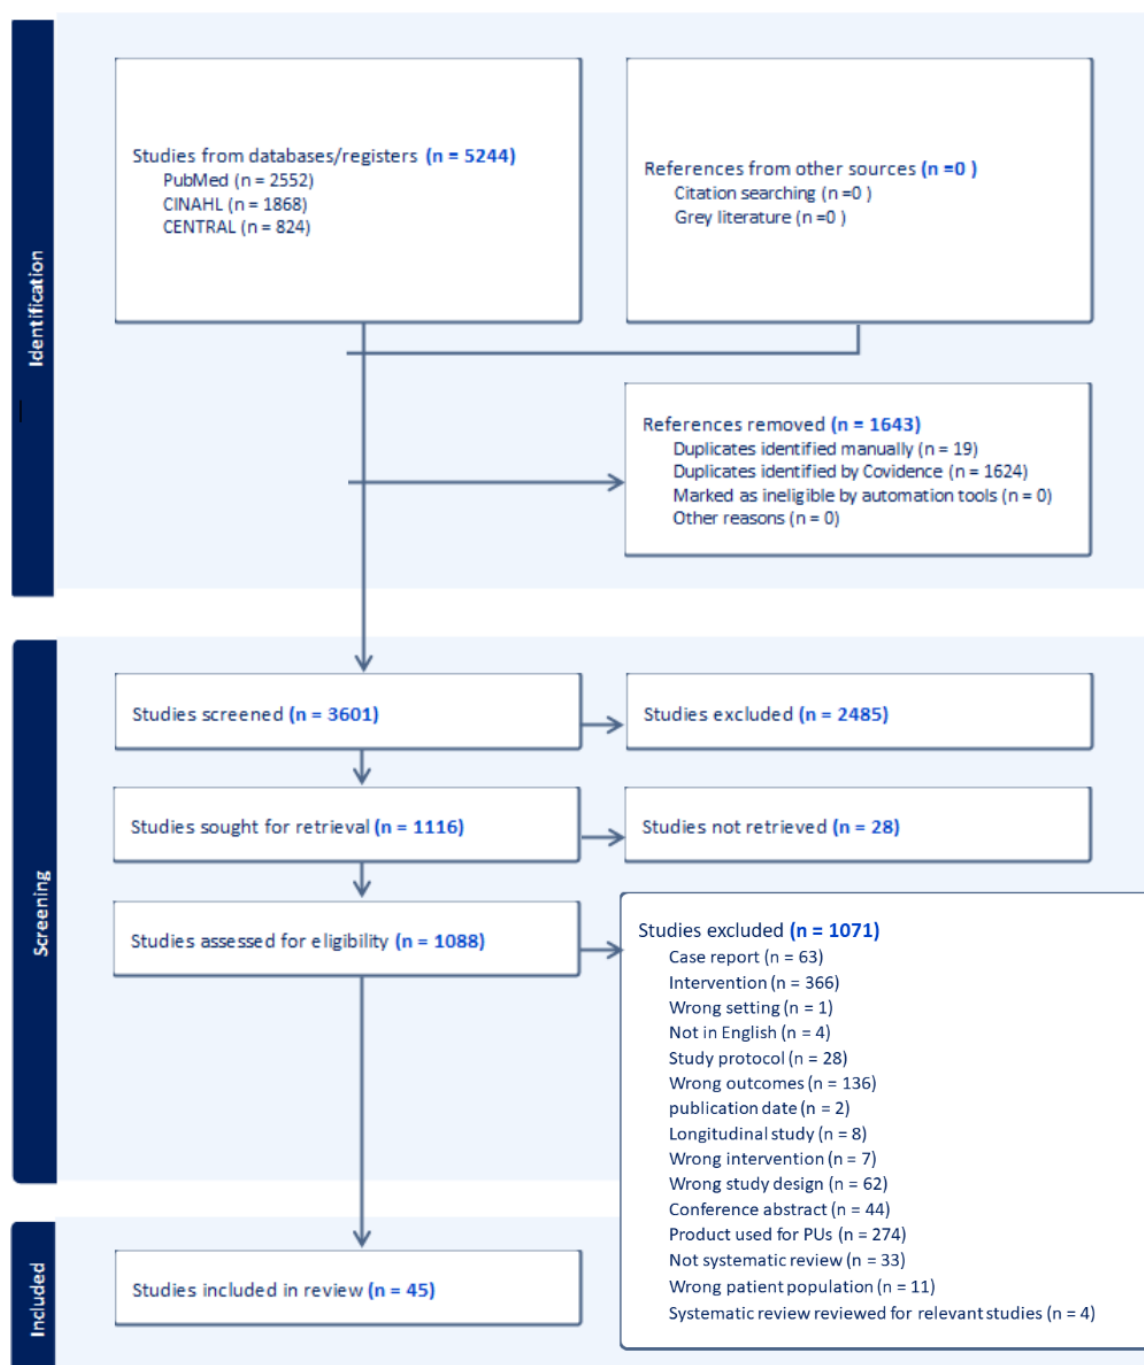 Identification
Studies from databases/registers (n = 5244)
PubMed (n = 2552)
CINAHL (n = 1868)
CENTRAL (n = 824)
References from other sources (n =0 )
Citation searching (n =0 )
Grey literature (n =0 )
References removed (n = 1643)
Duplicates identified manually (n = 19)
Duplicates identified by Covidence (n = 1624)
Marked as ineligible by automation tools (n = 0)
Other reasons (n = 0)
Screening
Studies screened (n = 3601)
Studies excluded (n = 2485)
Studies sought for retrieval (n = 1116)
Studies not retrieved (n = 28)
Studies assessed for eligibility (n = 1088)
Studies excluded (n = 1071)
Case report (n = 63)
Intervention (n = 366)
Wrong setting (n = 1)
Not in English (n = 4)
Study protocol (n = 28)
Wrong outcomes (n = 136)
publication date (n = 2)
Longitudinal study (n = 8)
Wrong intervention (n = 7)
Wrong study design (n = 62)
Conference abstract (n = 44)
Product used for PUs (n = 274)
Not systematic review (n = 33)
Wrong patient population (n = 11)
Systematic review reviewed for relevant studies (n = 4)
Included
Studies included in review (n = 45)